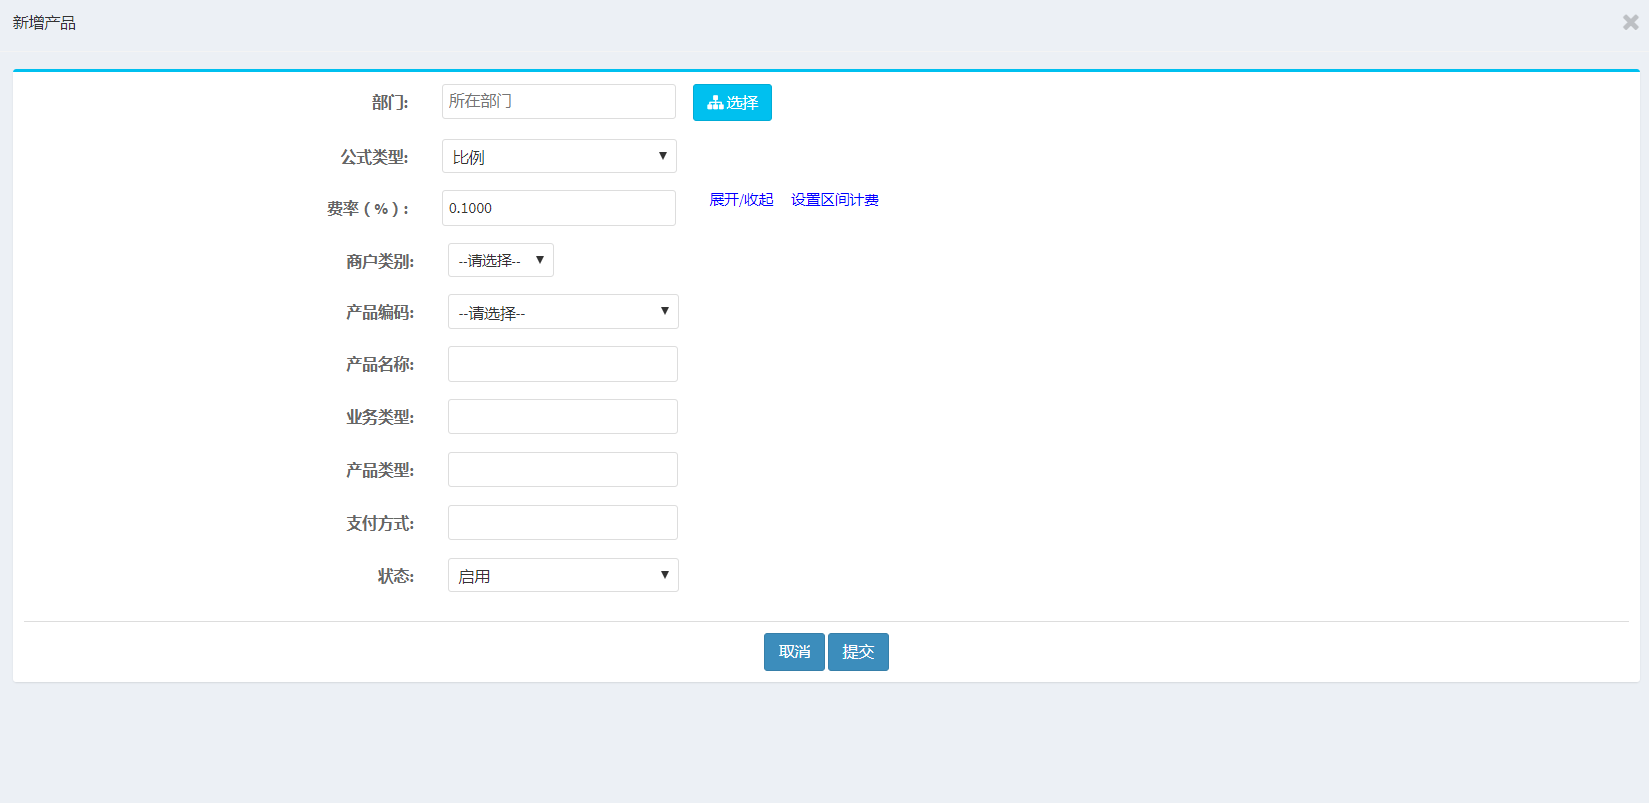 新增产品
部门: 所在部门 选择
公式类型: 比例
费率（%）: 0.1000 展开/收起 设置区间计费
商户类别: --请选择--
产品编码: --请选择--
产品名称:
业务类型:
产品类型:
支付方式:
状态: 启用
取消 提交